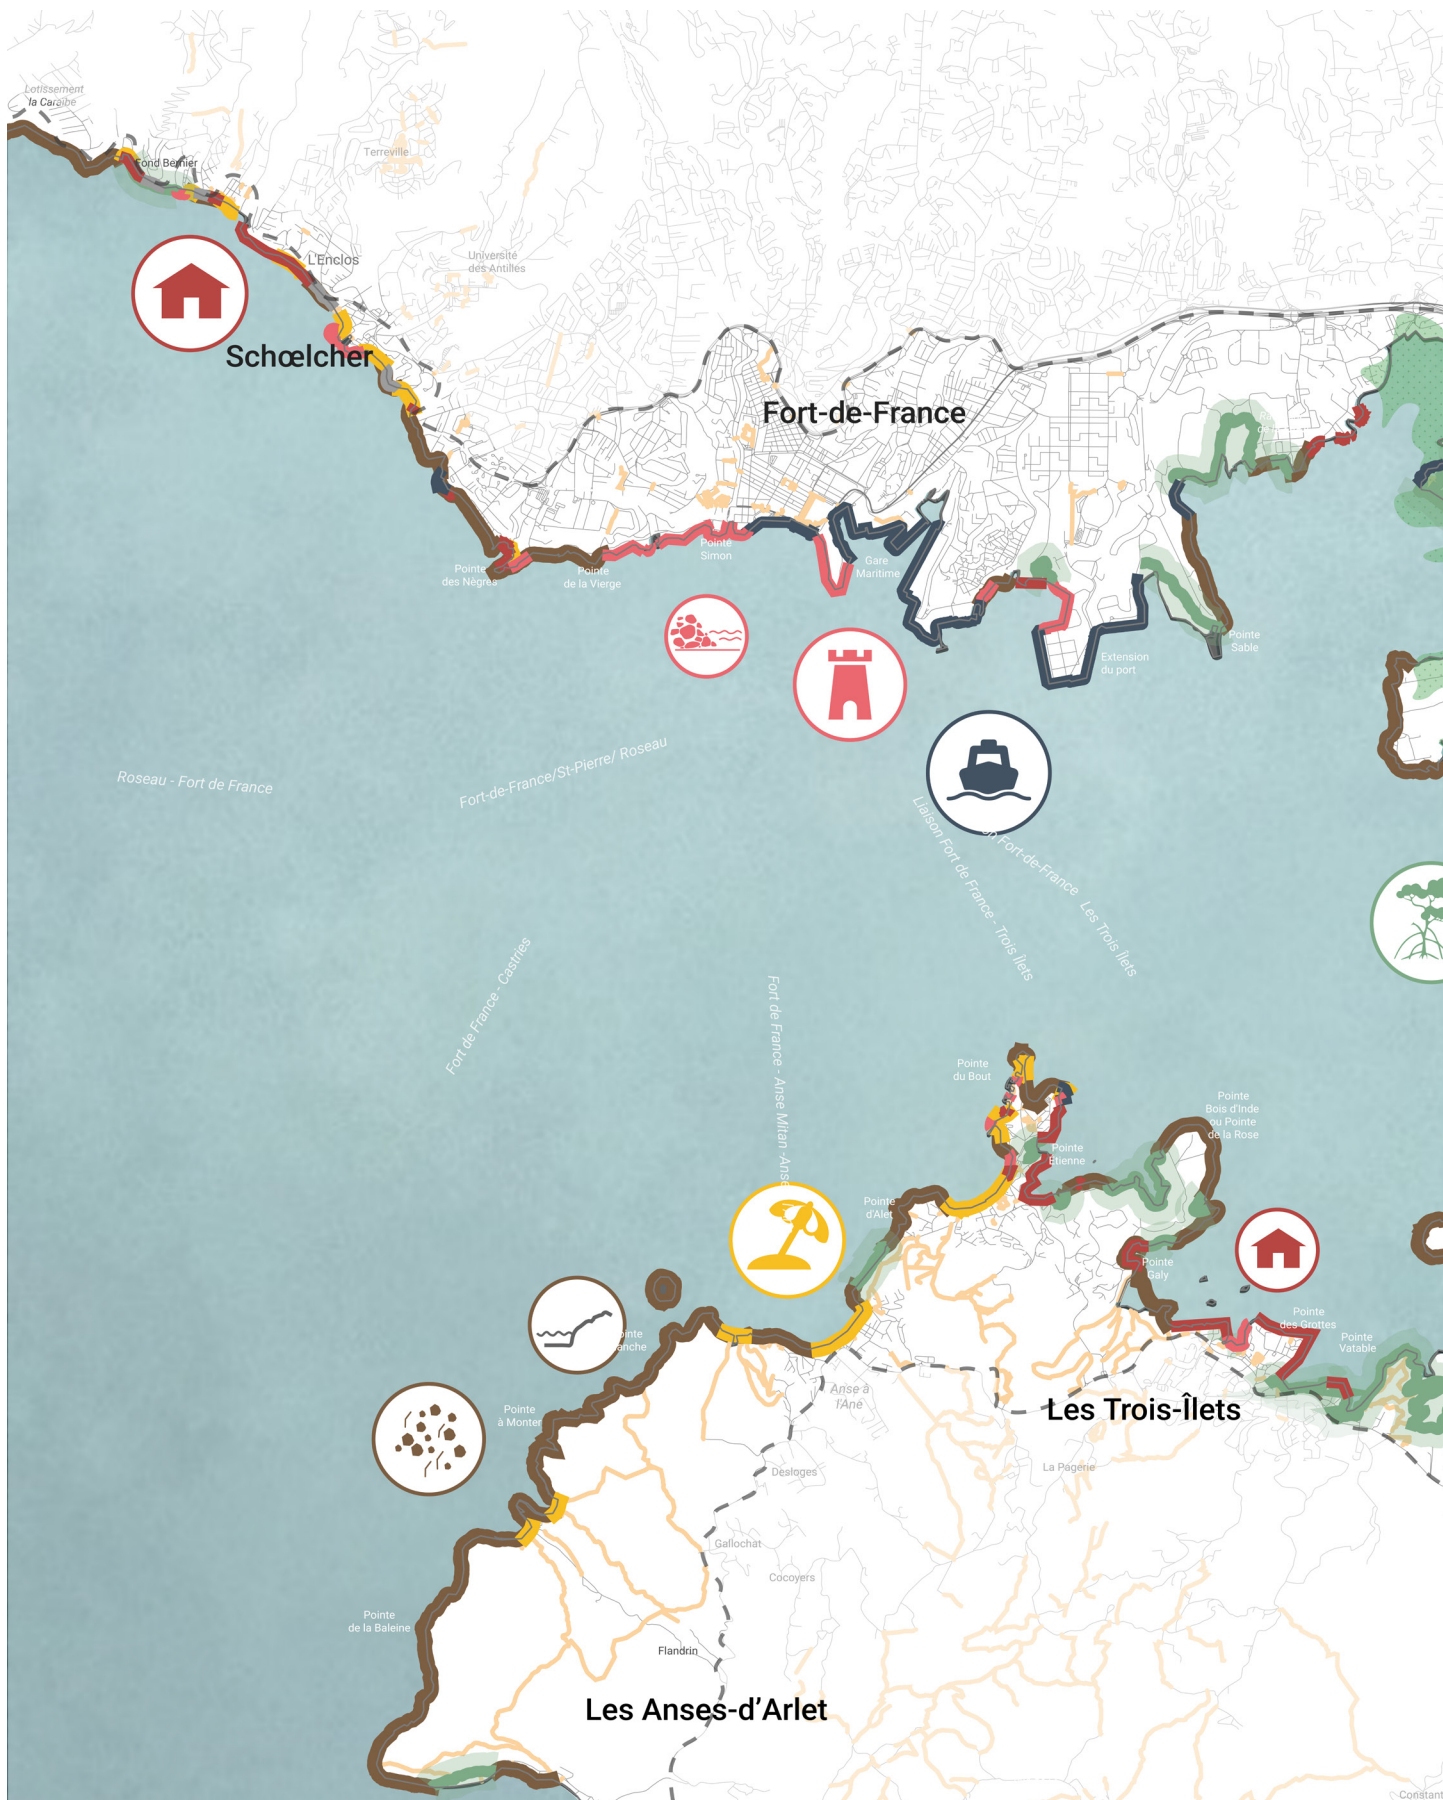 Lotissement
la Caraïbe
Fond Bernier
Terreville
L'Enclos
Université
des Antilles
Schœlcher
Fort-de-France
Pointe
des Nègres
Pointe
de la Vierge
Pointe
Simon
Gare
Maritime
Extension
du port
Pointe
Sable
Roseau - Fort de France
Fort-de-France/St-Pierre/ Roseau
Liaison Fort de France - Trois Îlets
Fort-de-France Les Trois Îlets
Fort de France - Castries
Fort de France - Anse Mitan -Anse
Pointe
du Bout
Pointe
Bois d'Inde
ou Pointe
de la Rose
Pointe
Etienne
Pointe
d'Alet
Pointe
Galy
Pointe
des Grottes
Pointe
Vatable
Anse à
l'Ane
Les Trois-Îlets
Pointe
à Monter
Desloges
La Pagerie
Gallochat
Cocoyers
Pointe
de la Baleine
Flandrin
Les Anses-d'Arlet
Constant